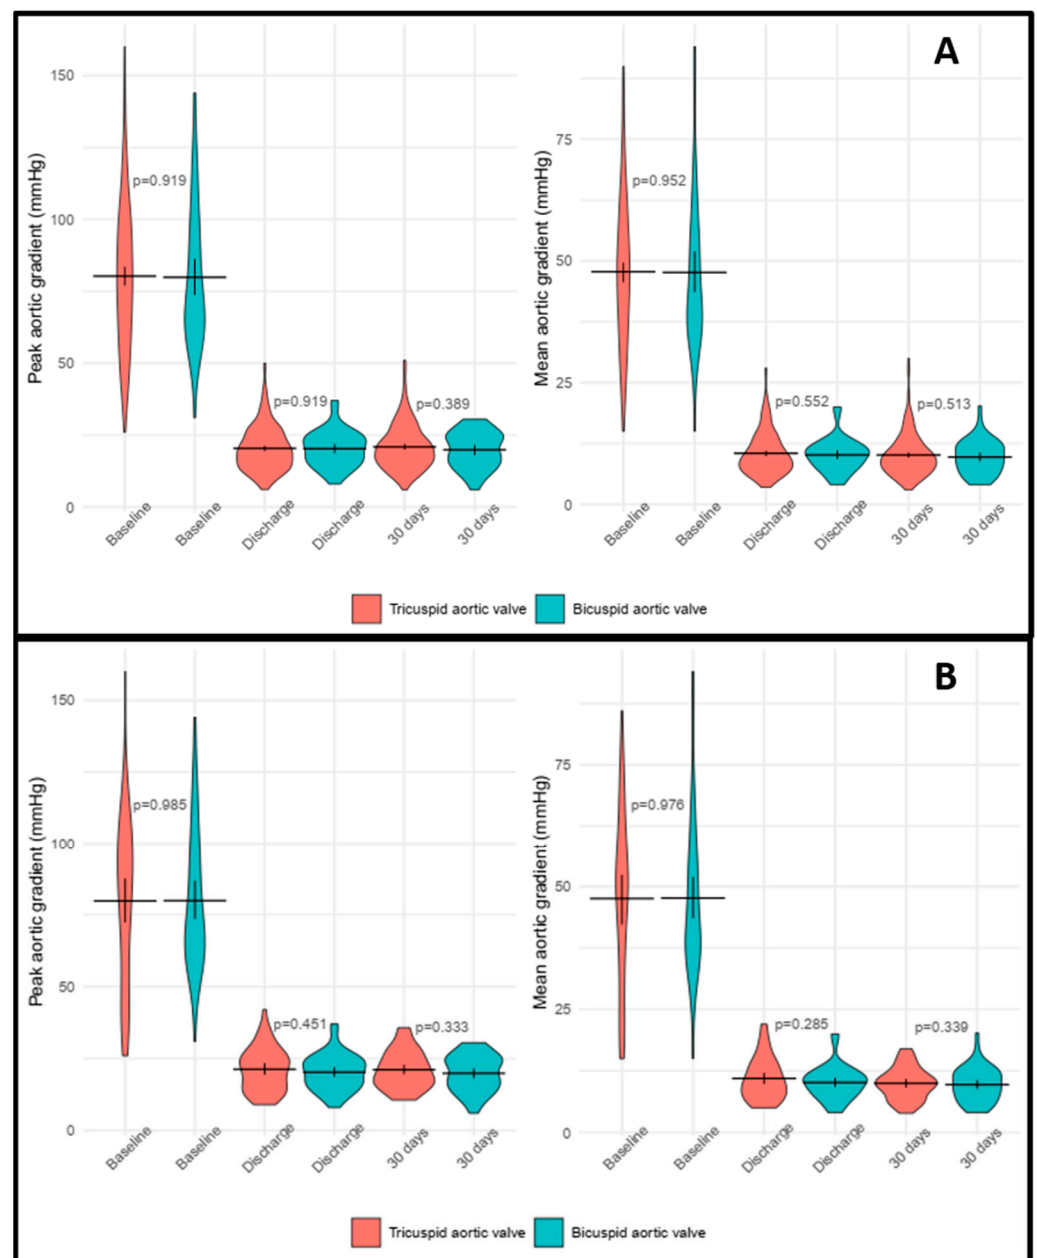 A
Peak aortic gradient (mmHg)
150
100
50
0
p=0.919
p=0.919
p=0.389
Baseline
Baseline
Discharge
Discharge
30 days
30 days
Mean aortic gradient (mmHg)
75
50
25
0
p=0.952
p=0.552
p=0.513
Baseline
Baseline
Discharge
Discharge
30 days
30 days
Tricuspid aortic valve
Bicuspid aortic valve
B
Peak aortic gradient (mmHg)
150
100
50
0
p=0.985
p=0.451
p=0.333
Baseline
Baseline
Discharge
Discharge
30 days
30 days
Mean aortic gradient (mmHg)
75
50
25
0
p=0.976
p=0.285
p=0.339
Baseline
Baseline
Discharge
Discharge
30 days
30 days
Tricuspid aortic valve
Bicuspid aortic valve